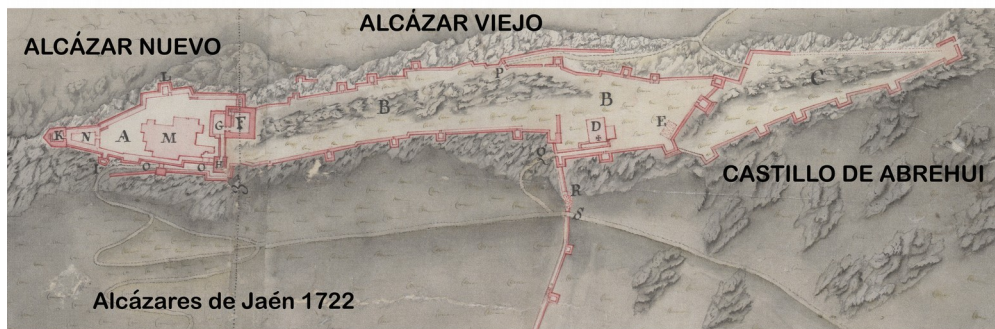 ALCÁZAR VIEJO
ALCÁZAR NUEVO
L
P
C
B
B
K
N
A
M
G
F
D
E
H
I
O
O
Q
CASTILLO DE ABREHUI
R
S
Alcázares de Jaén 1722